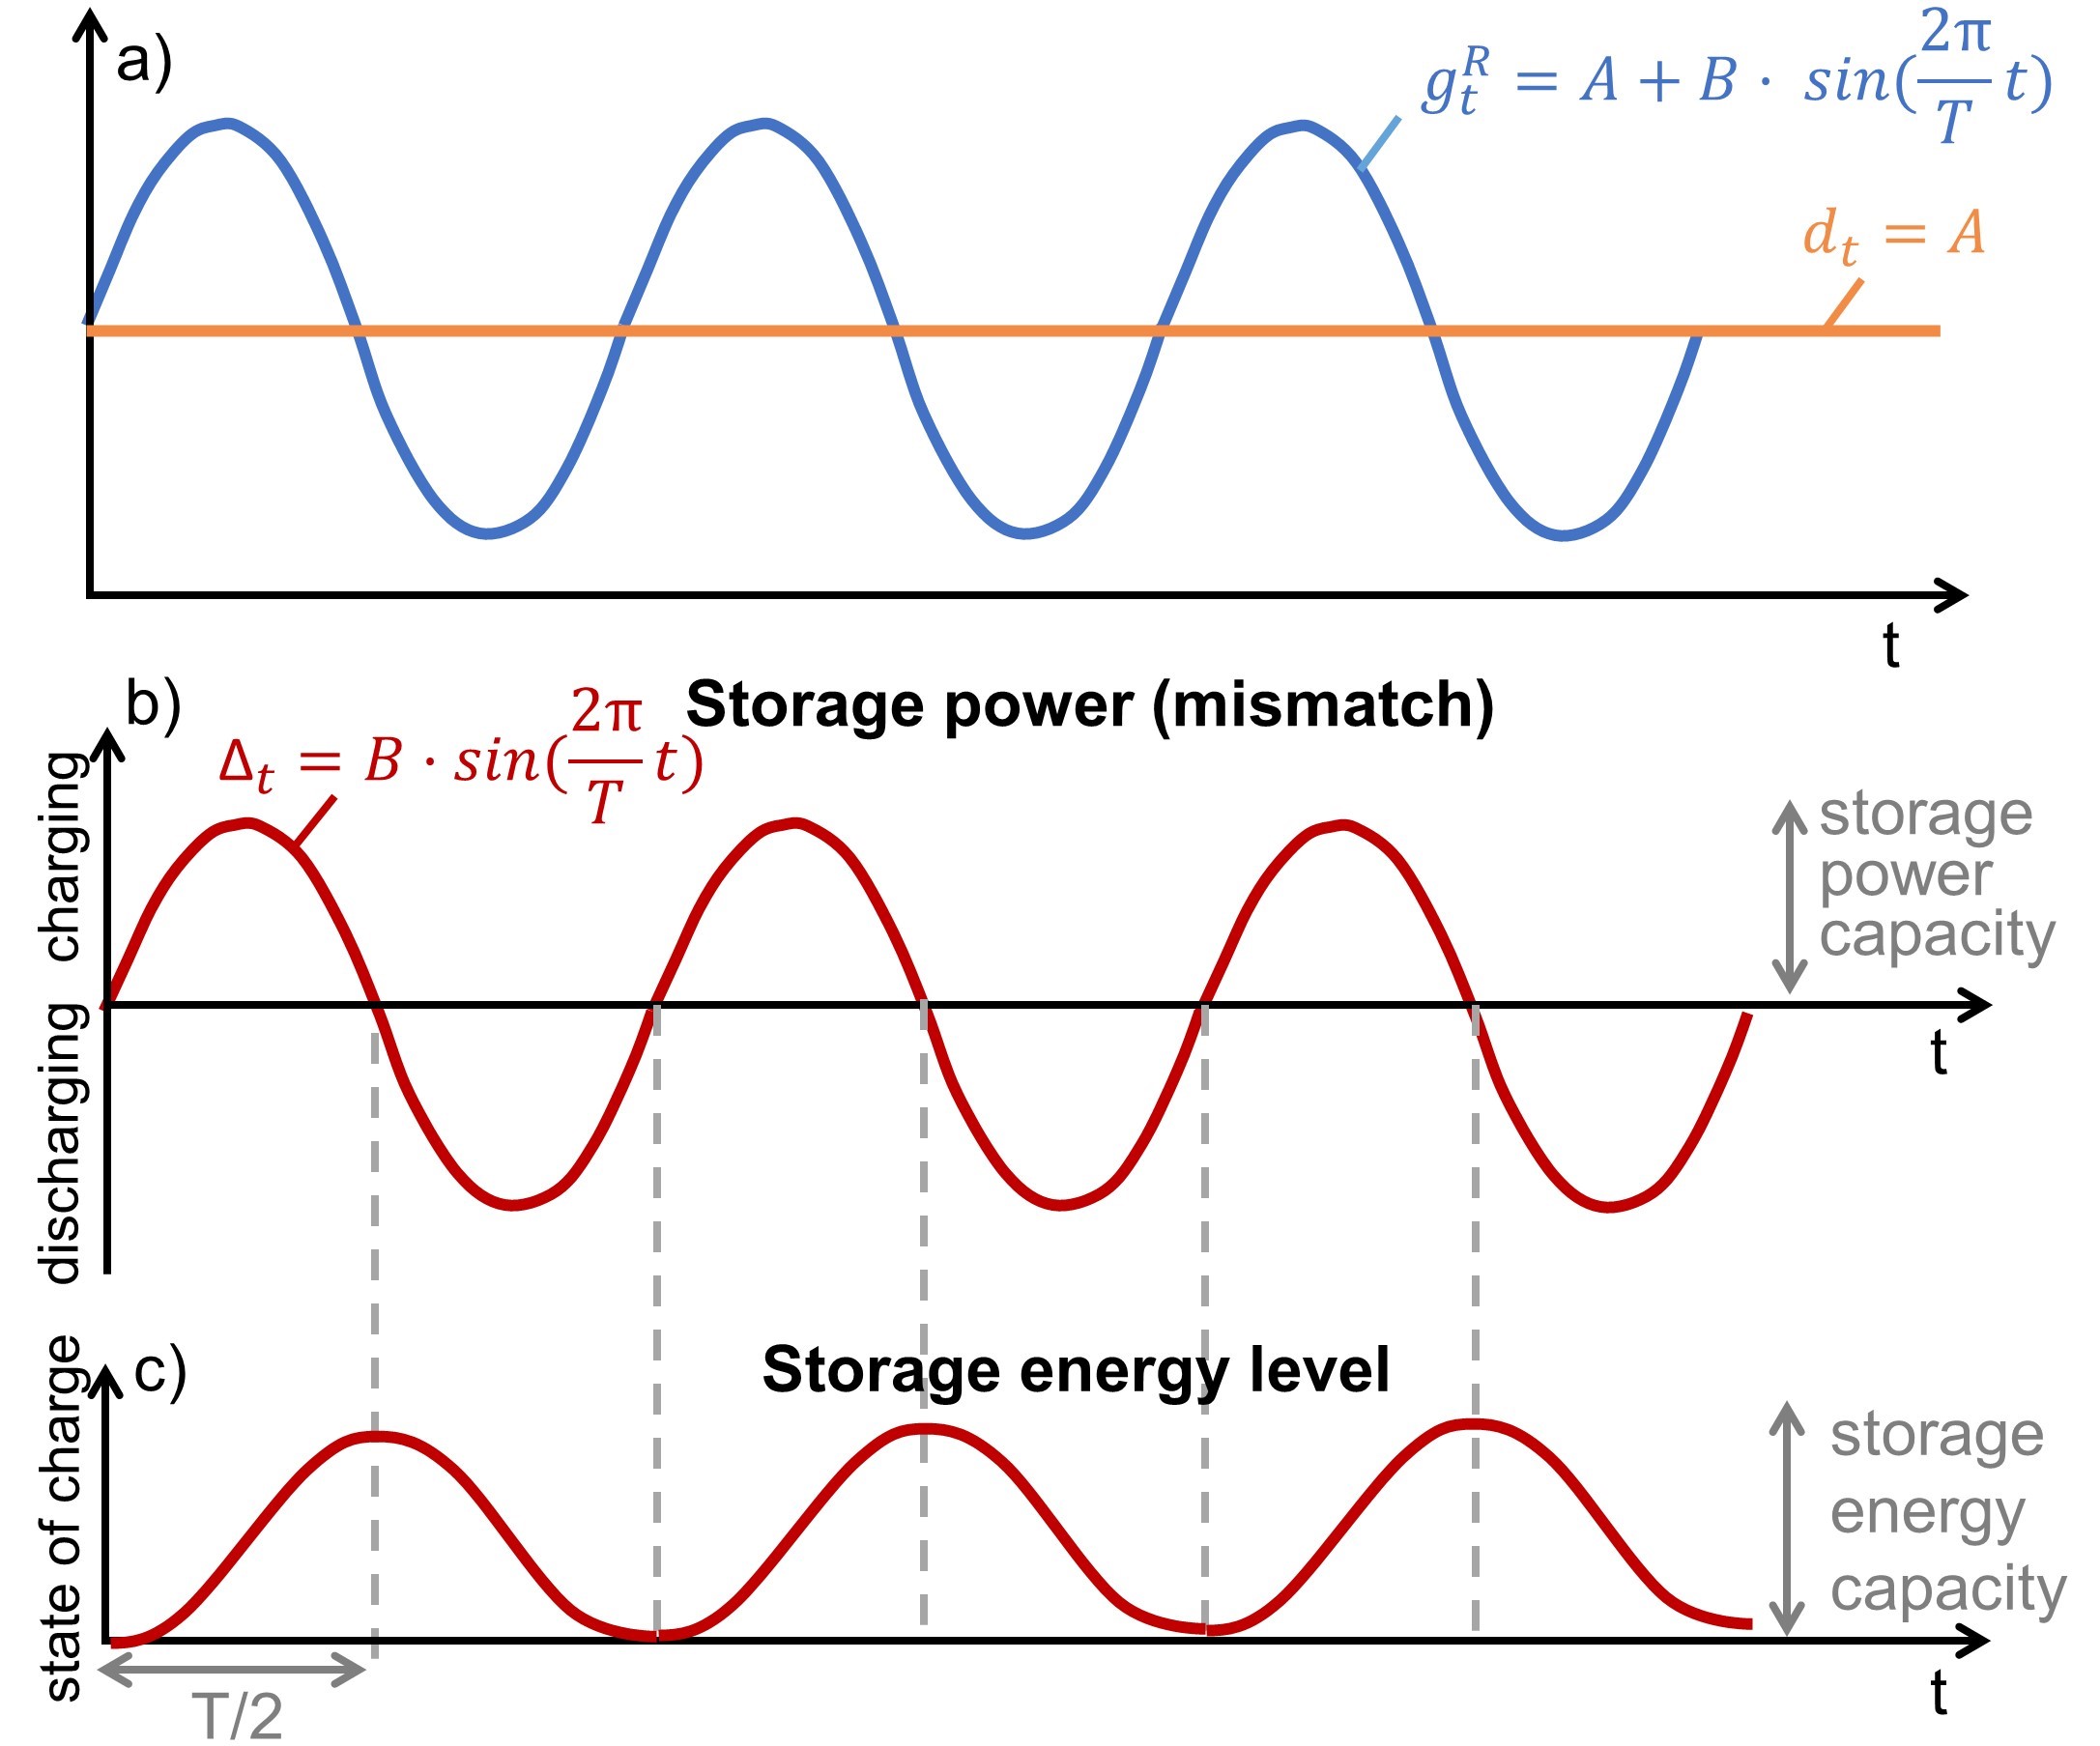 a)
g_t^R = A + B · sin(2π/T t)
d_t = A
t
b)
Storage power (mismatch)
Δ_t = B · sin(2π/T t)
charging
discharging
storage
power
capacity
t
c)
Storage energy level
state of charge
storage
energy
capacity
t
T/2